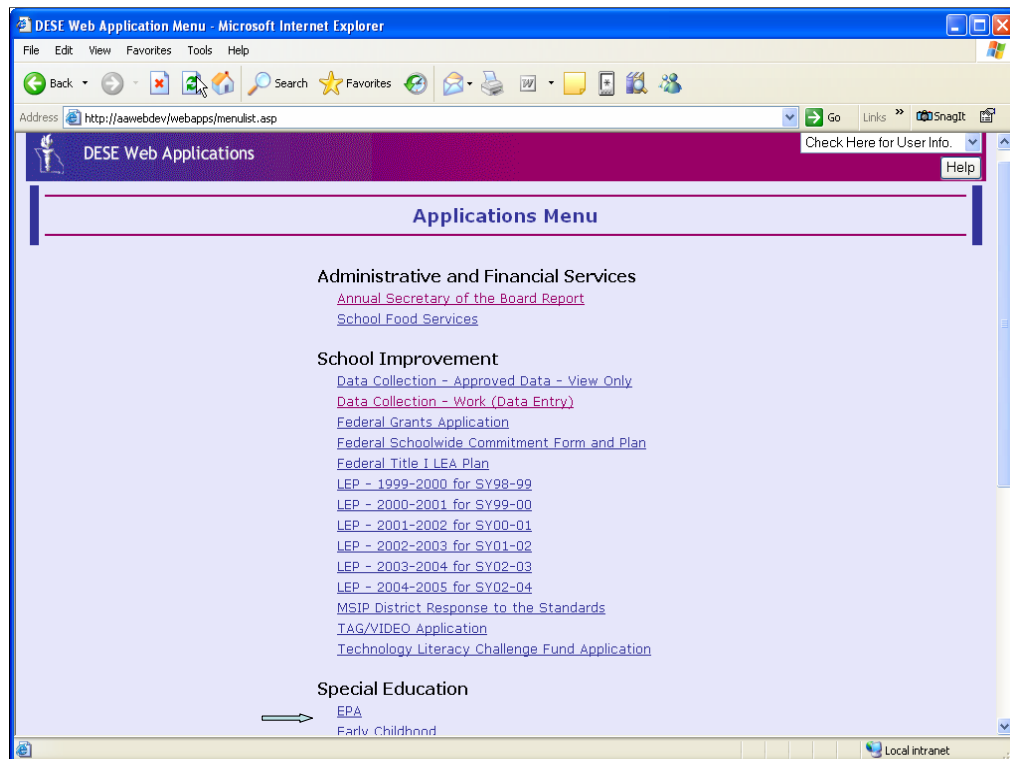 DESE Web Application Menu - Microsoft Internet Explorer
File Edit View Favorites Tools Help
Back Search Favorites
Address http://aawebdev/webapps/menulist.asp Go Links » SnagIt
DESE Web Applications
Check Here for User Info.
Help
Applications Menu
Administrative and Financial Services
Annual Secretary of the Board Report
School Food Services
School Improvement
Data Collection - Approved Data - View Only
Data Collection - Work (Data Entry)
Federal Grants Application
Federal Schoolwide Commitment Form and Plan
Federal Title I LEA Plan
LEP - 1999-2000 for SY98-99
LEP - 2000-2001 for SY99-00
LEP - 2001-2002 for SY00-01
LEP - 2002-2003 for SY01-02
LEP - 2003-2004 for SY02-03
LEP - 2004-2005 for SY02-04
MSIP District Response to the Standards
TAG/VIDEO Application
Technology Literacy Challenge Fund Application
Special Education
EPA
Early Childhood
Local intranet